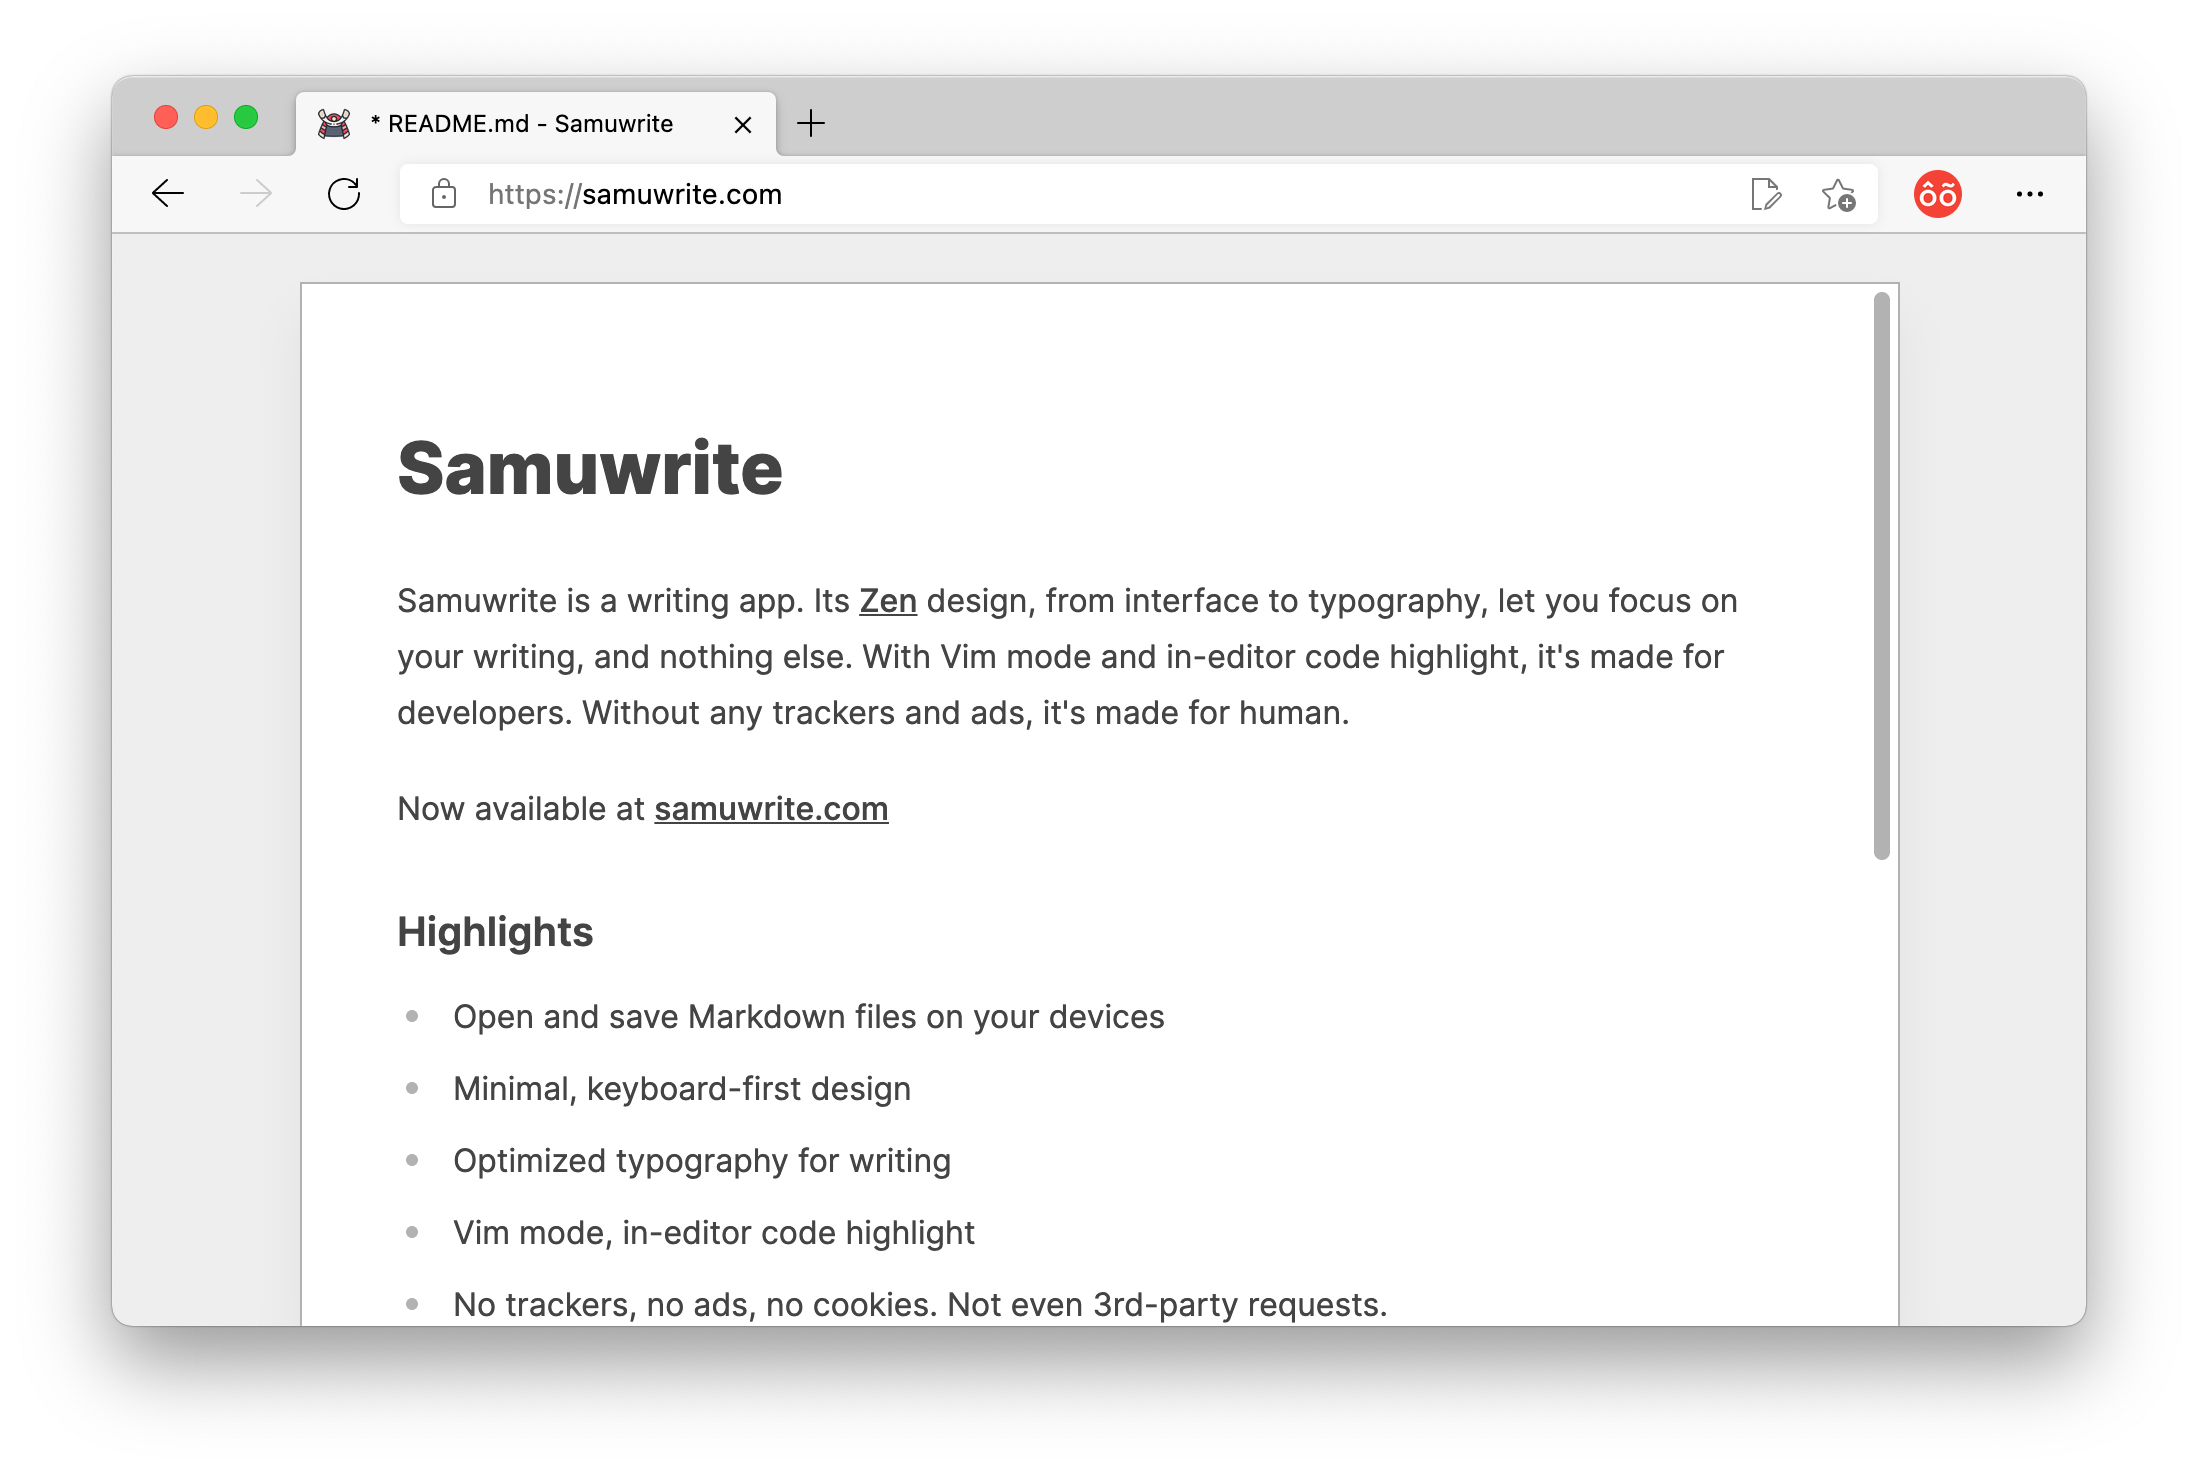 * README.md - Samuwrite
https://samuwrite.com
ôõ
Samuwrite
Samuwrite is a writing app. Its Zen design, from interface to typography, let you focus on
your writing, and nothing else. With Vim mode and in-editor code highlight, it's made for
developers. Without any trackers and ads, it's made for human.
Now available at samuwrite.com
Highlights
Open and save Markdown files on your devices
Minimal, keyboard-first design
Optimized typography for writing
Vim mode, in-editor code highlight
No trackers, no ads, no cookies. Not even 3rd-party requests.